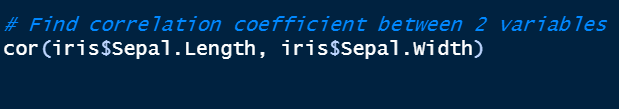 # Find correlation coefficient between 2 variables
cor(iris$Sepal.Length, iris$Sepal.Width)